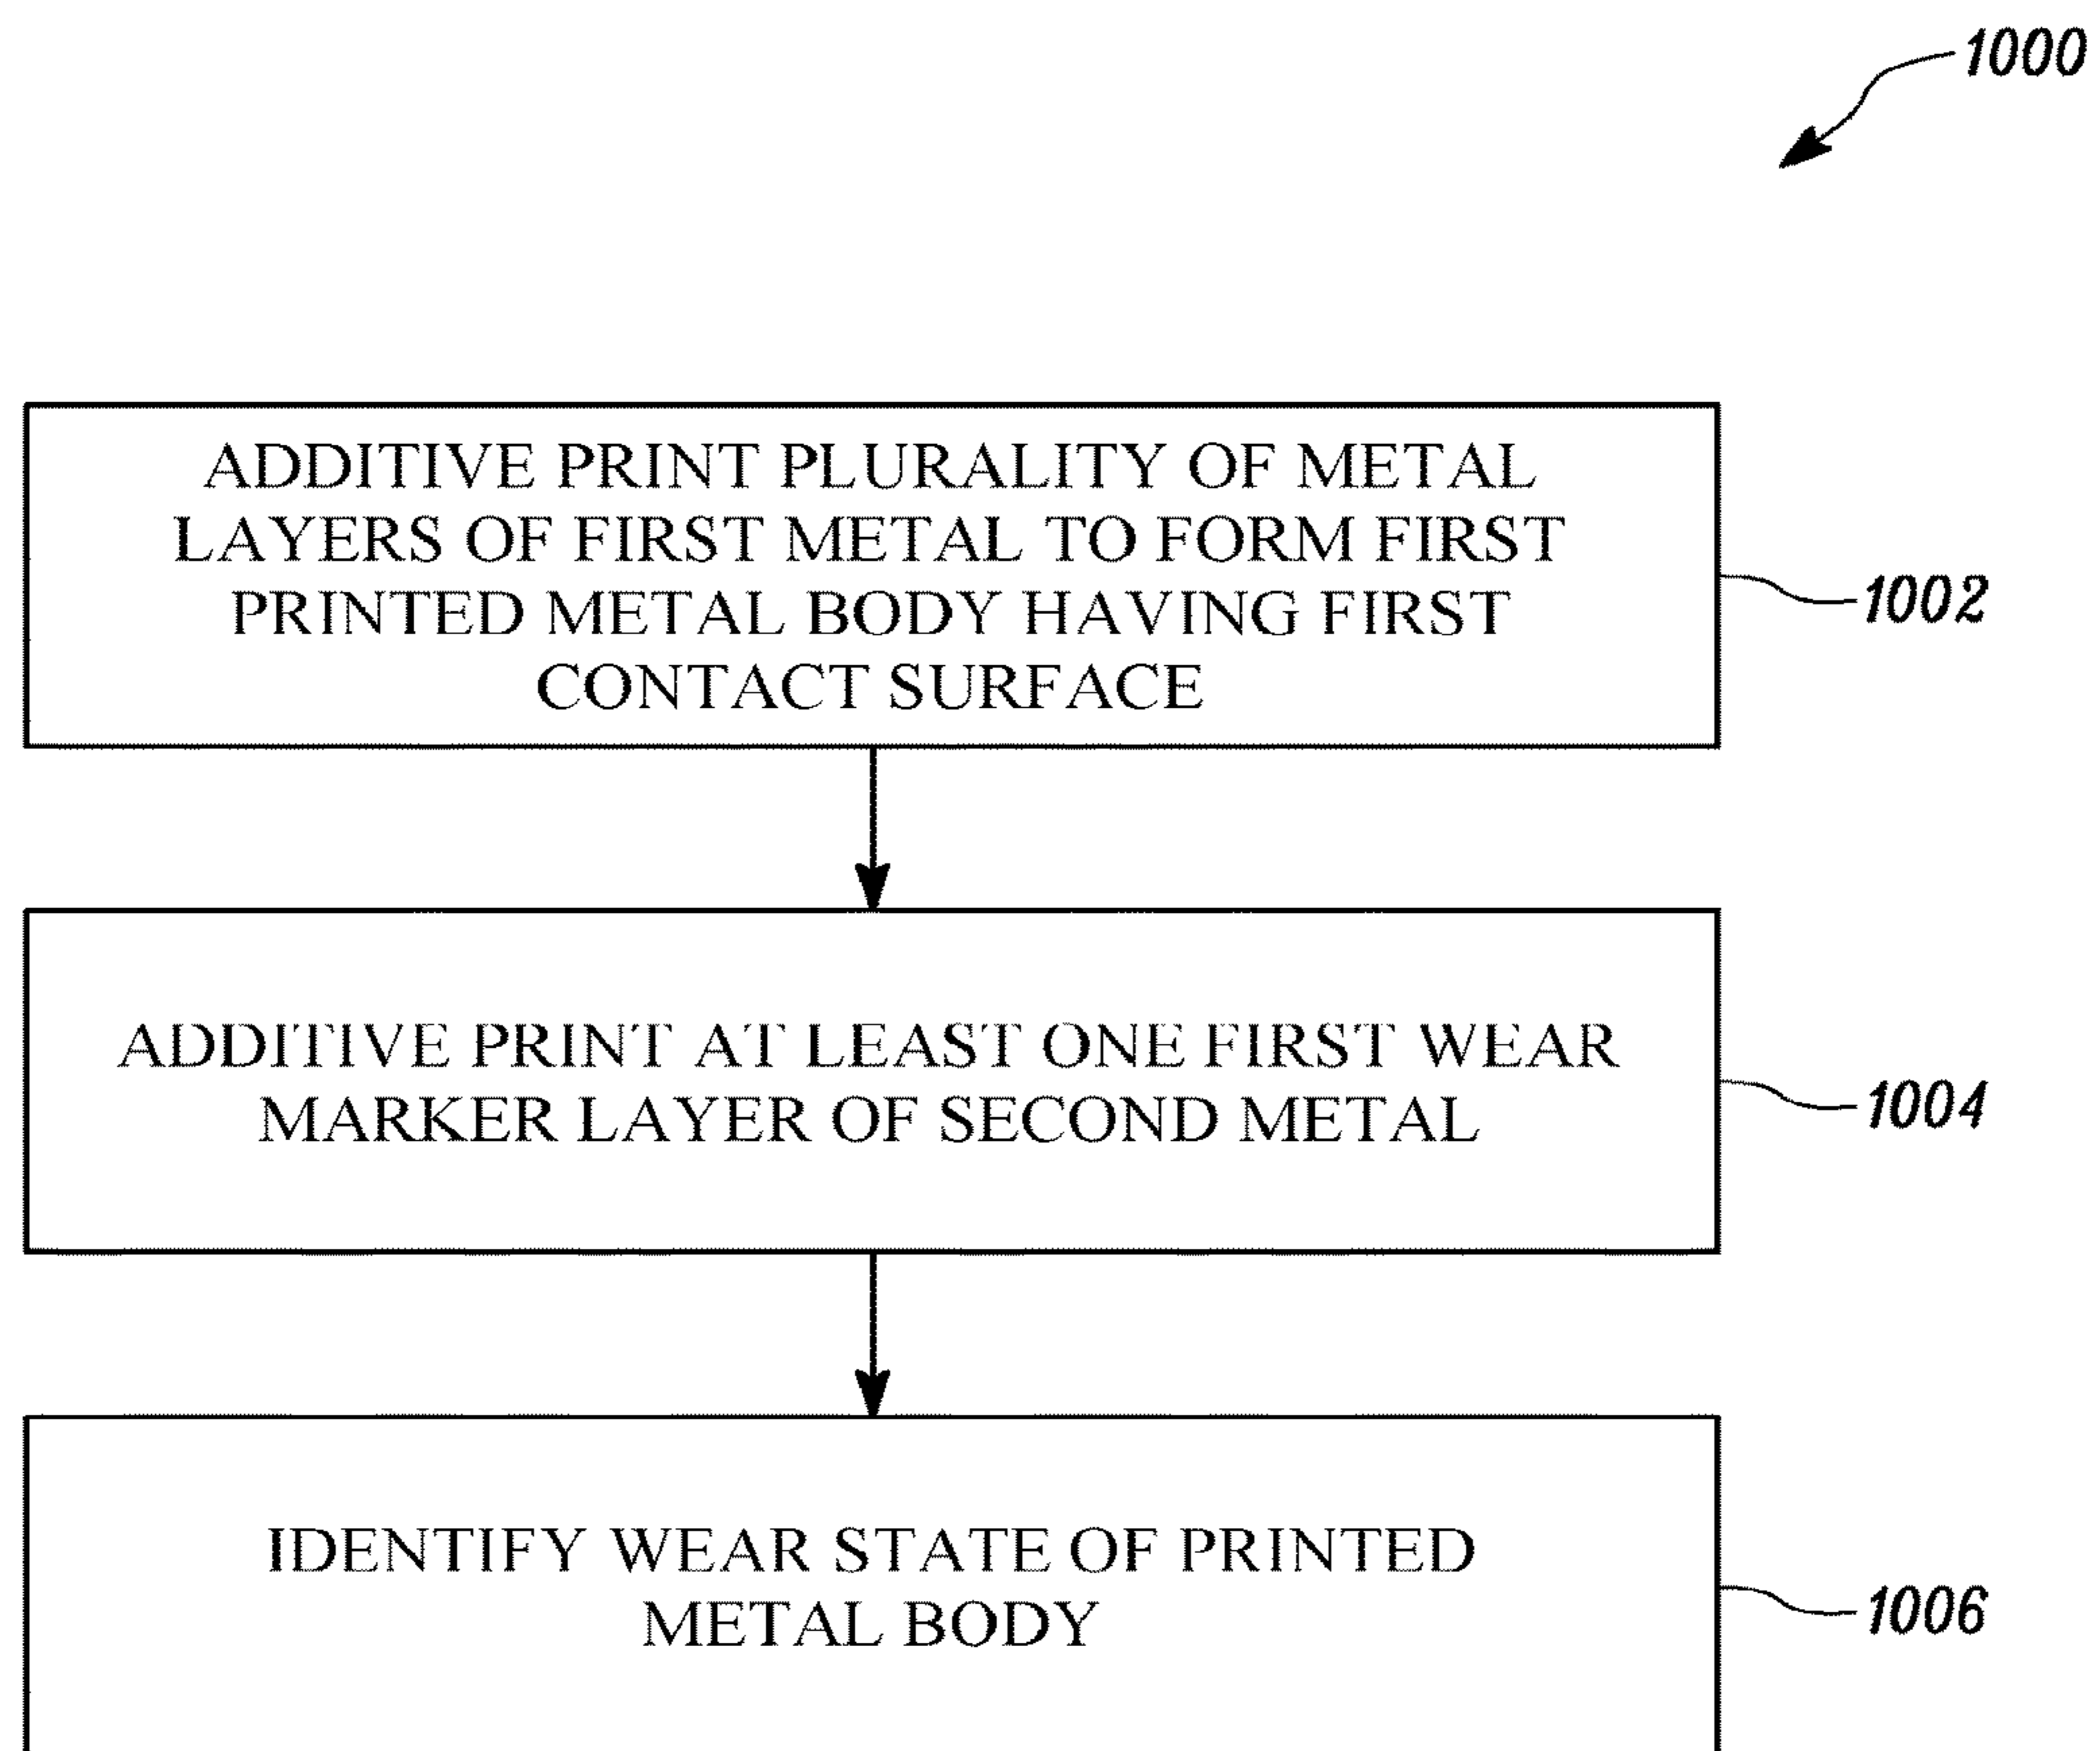 1000
ADDITIVE PRINT PLURALITY OF METAL
LAYERS OF FIRST METAL TO FORM FIRST
PRINTED METAL BODY HAVING FIRST
CONTACT SURFACE
1002
ADDITIVE PRINT AT LEAST ONE FIRST WEAR
MARKER LAYER OF SECOND METAL
1004
IDENTIFY WEAR STATE OF PRINTED
METAL BODY
1006